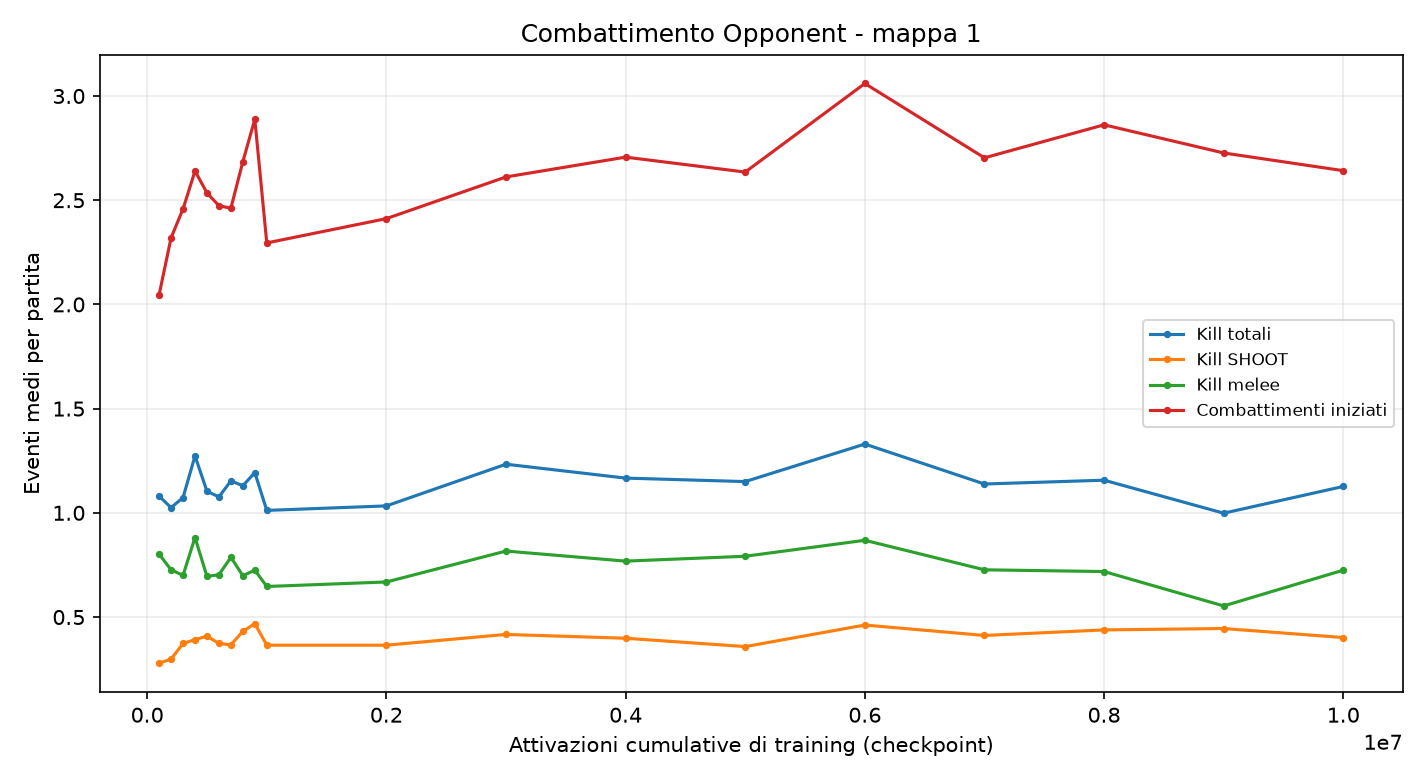 Combattimento Opponent - mappa 1
Eventi medi per partita
3.0
2.5
2.0
1.5
1.0
0.5
Kill totali
Kill SHOOT
Kill melee
Combattimenti iniziati
0.0 0.2 0.4 0.6 0.8 1.0
1e7
Attivazioni cumulative di training (checkpoint)